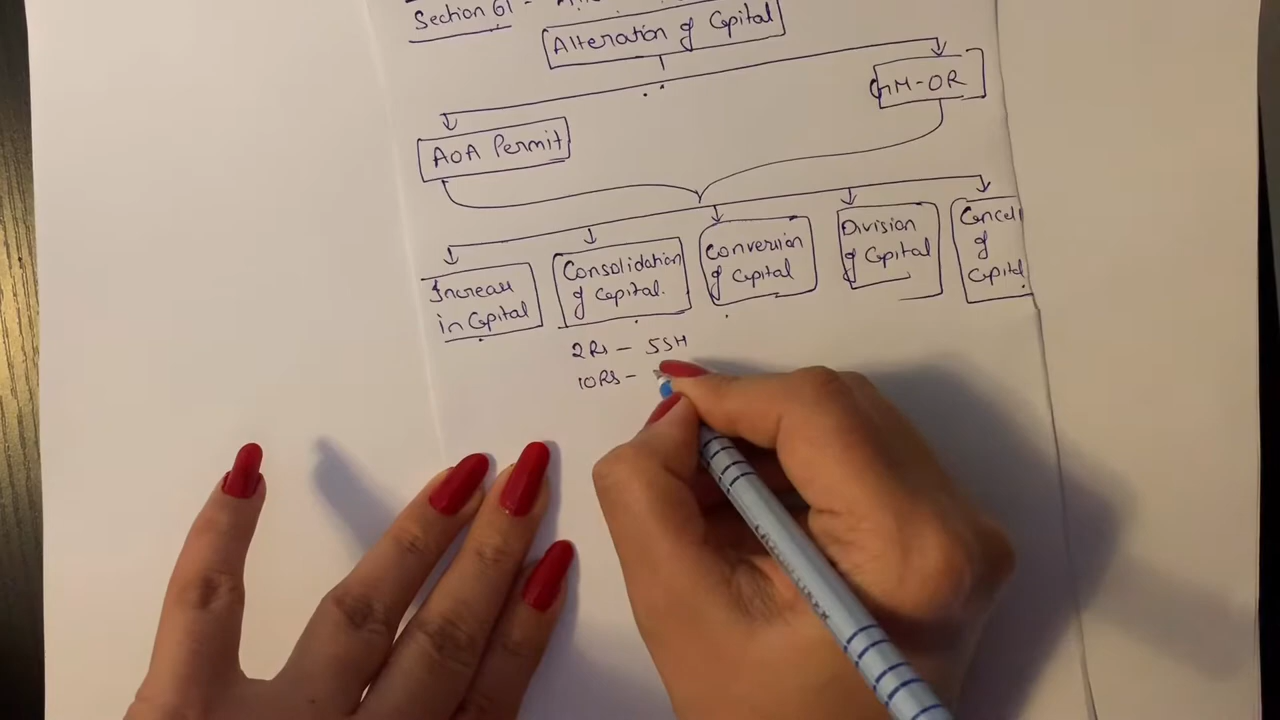 Section 61 -
Alteration of Capital
GM-OR
AOA Permit
Increase
in Capital
Consolidation
of Capital.
Conversion
of Capital
Division
of Capital
Cancel
of
Capital
2Rs - 5SH
10RS -